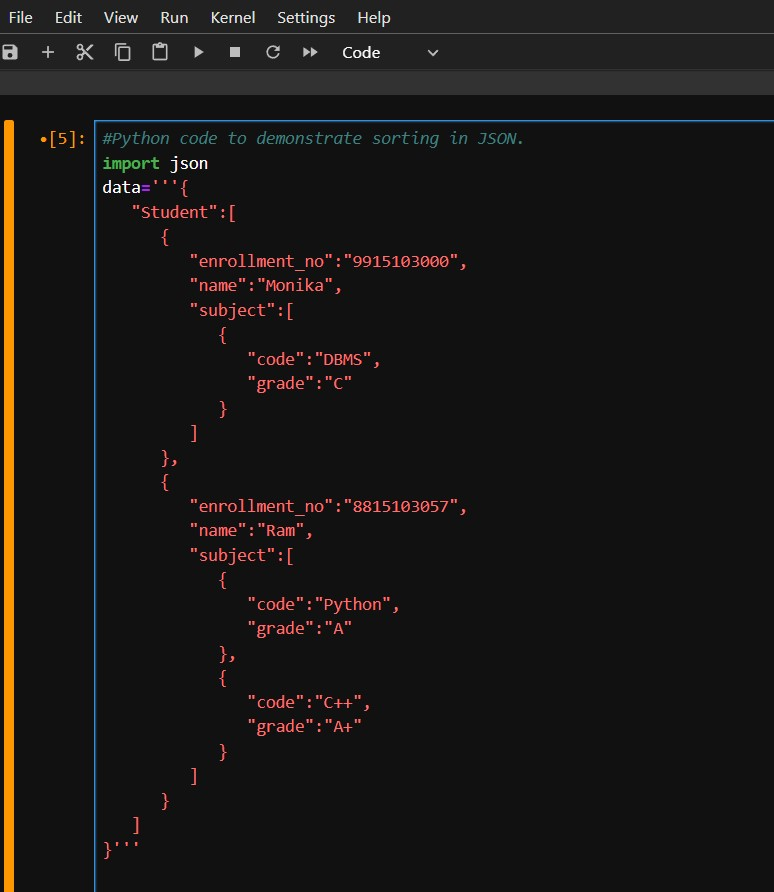 File Edit View Run Kernel Settings Help
Code
•[5]: #Python code to demonstrate sorting in JSON.
import json
data='''{
   "Student":[
      {
         "enrollment_no":"9915103000",
         "name":"Monika",
         "subject":[
            {
               "code":"DBMS",
               "grade":"C"
            }
         ]
      },
      {
         "enrollment_no":"8815103057",
         "name":"Ram",
         "subject":[
            {
               "code":"Python",
               "grade":"A"
            },
            {
               "code":"C++",
               "grade":"A+"
            }
         ]
      }
   ]
}'''